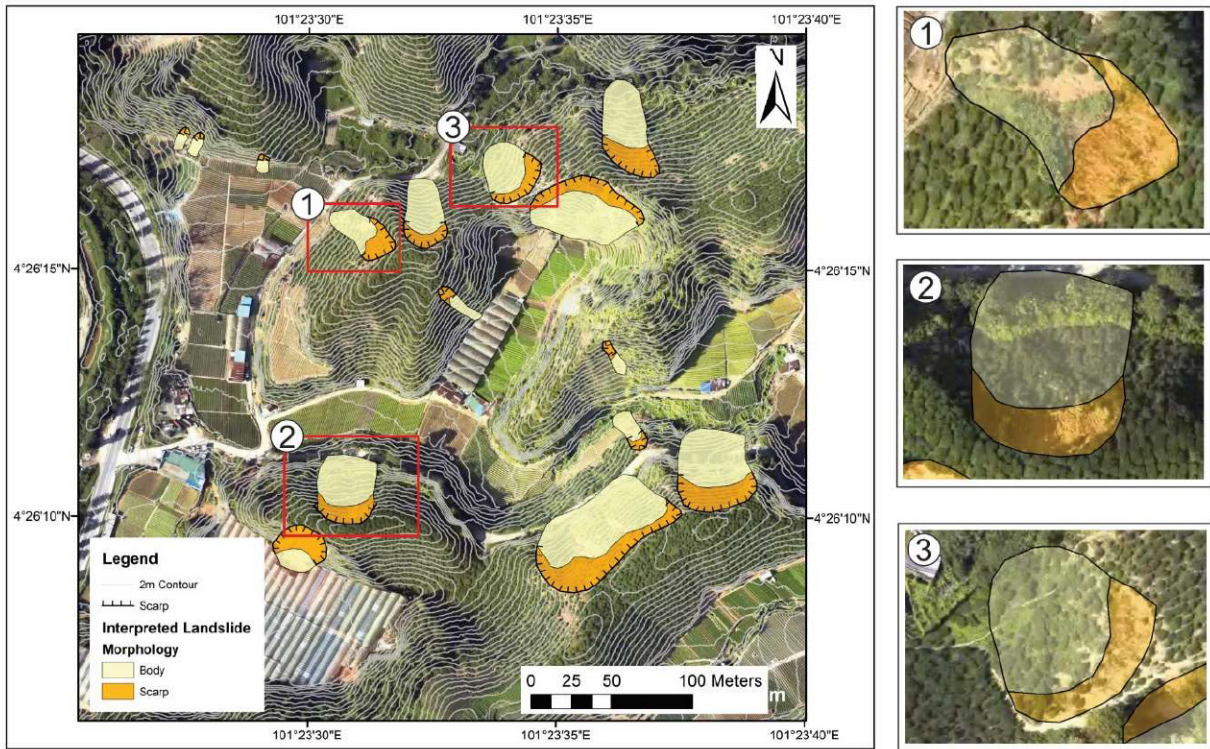 101°23'30"E 101°23'35"E 101°23'40"E
1
N
3
1
4°26'15"N 4°26'15"N
2
2
4°26'10"N 4°26'10"N
3
Legend
2m Contour
Scarp
Interpreted Landslide
Morphology
Body
Scarp
0 25 50 100 Meters
m
101°23'30"E 101°23'35"E 101°23'40"E